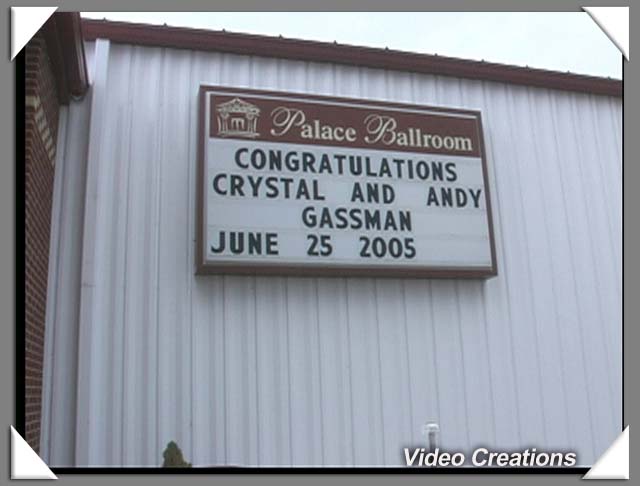 Palace Ballroom
CONGRATULATIONS
CRYSTAL AND ANDY
GASSMAN
JUNE 25 2005
Video Creations